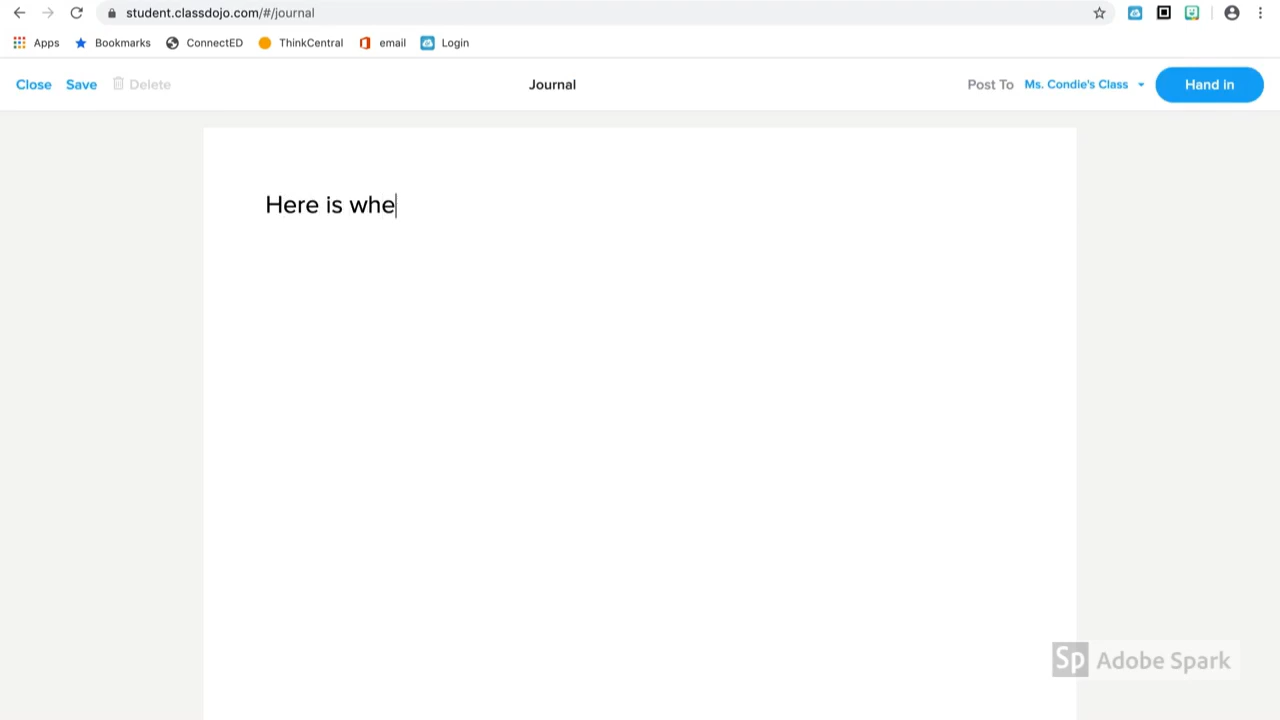 student.classdojo.com/#/journal
Apps Bookmarks ConnectED ThinkCentral email Login
Close Save Delete Journal Post To Ms. Condie's Class Hand in
Here is whe
Sp Adobe Spark